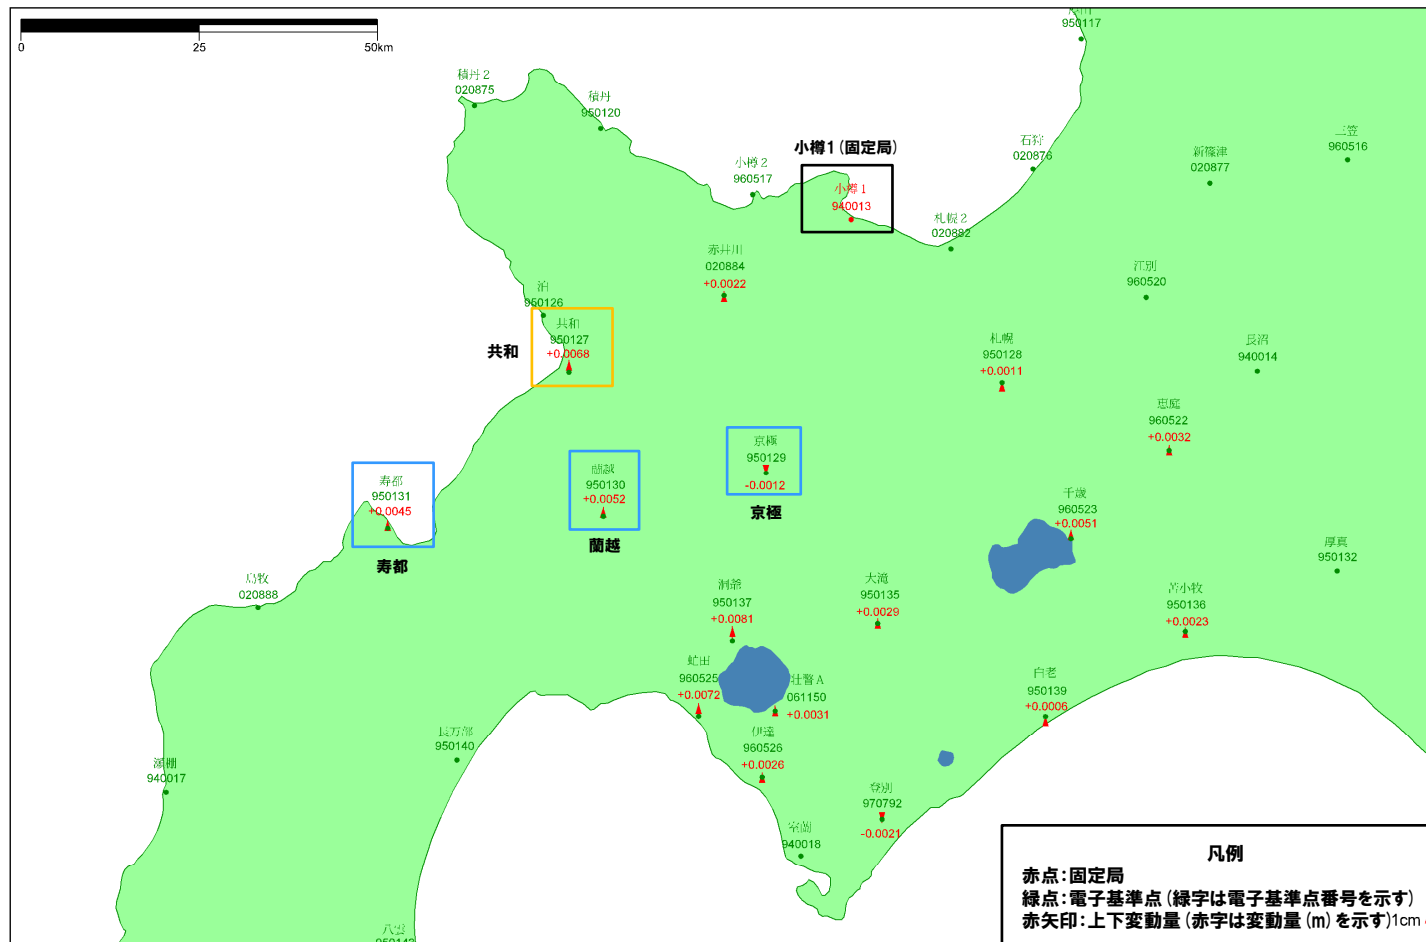 950117
0
25
50km
積丹2
020875
積丹
950120
小樽2
960517
小樽1(固定局)
小樽1
940013
石狩
020876
新篠津
020877
三笠
960516
札幌2
020882
赤井川
020884
+0.0022
江別
960520
泊
950126
共和
共和
950127
+0.0068
札幌
950128
+0.0011
長沼
940014
恵庭
960522
+0.0032
京極
950129
-0.0012
京極
蘭越
950130
+0.0052
蘭越
寿都
950131
+0.0045
寿都
千歳
960523
+0.0051
厚真
950132
島牧
020888
洞爺
950137
+0.0081
大滝
950135
+0.0029
苫小牧
950136
+0.0023
虻田
960525
+0.0072
壮瞥A
061150
+0.0031
白老
950139
+0.0006
長万部
950140
伊達
960526
+0.0026
瀬棚
940017
登別
970792
-0.0021
室蘭
940018
八雲
凡例
赤点:固定局
緑点:電子基準点(緑字は電子基準点番号を示す)
赤矢印:上下変動量(赤字は変動量(m)を示す)1cm